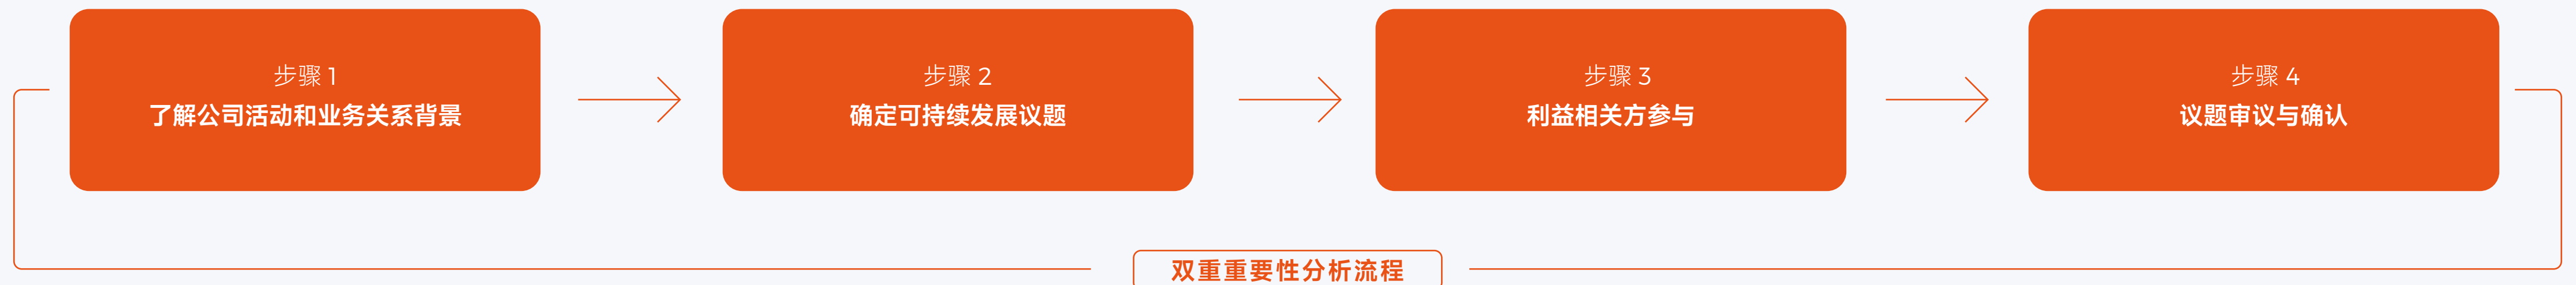 步骤 1
了解公司活动和业务关系背景
步骤 2
确定可持续发展议题
步骤 3
利益相关方参与
步骤 4
议题审议与确认
双重重要性分析流程